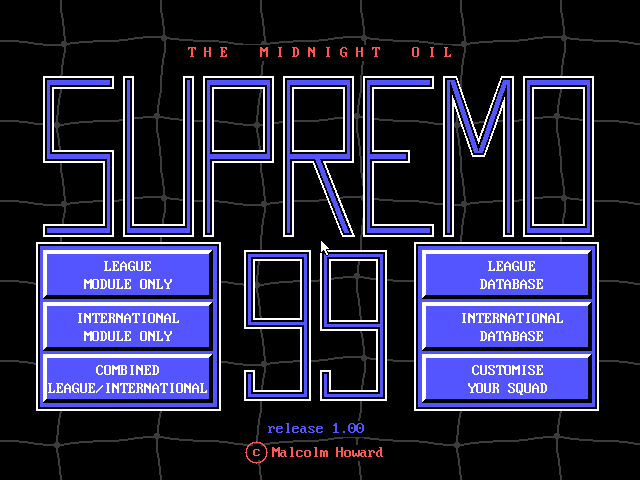 THE MIDNIGHT OIL
SUPREMO
99
LEAGUE
MODULE ONLY
INTERNATIONAL
MODULE ONLY
COMBINED
LEAGUE/INTERNATIONAL
LEAGUE
DATABASE
INTERNATIONAL
DATABASE
CUSTOMISE
YOUR SQUAD
release 1.00
© Malcolm Howard